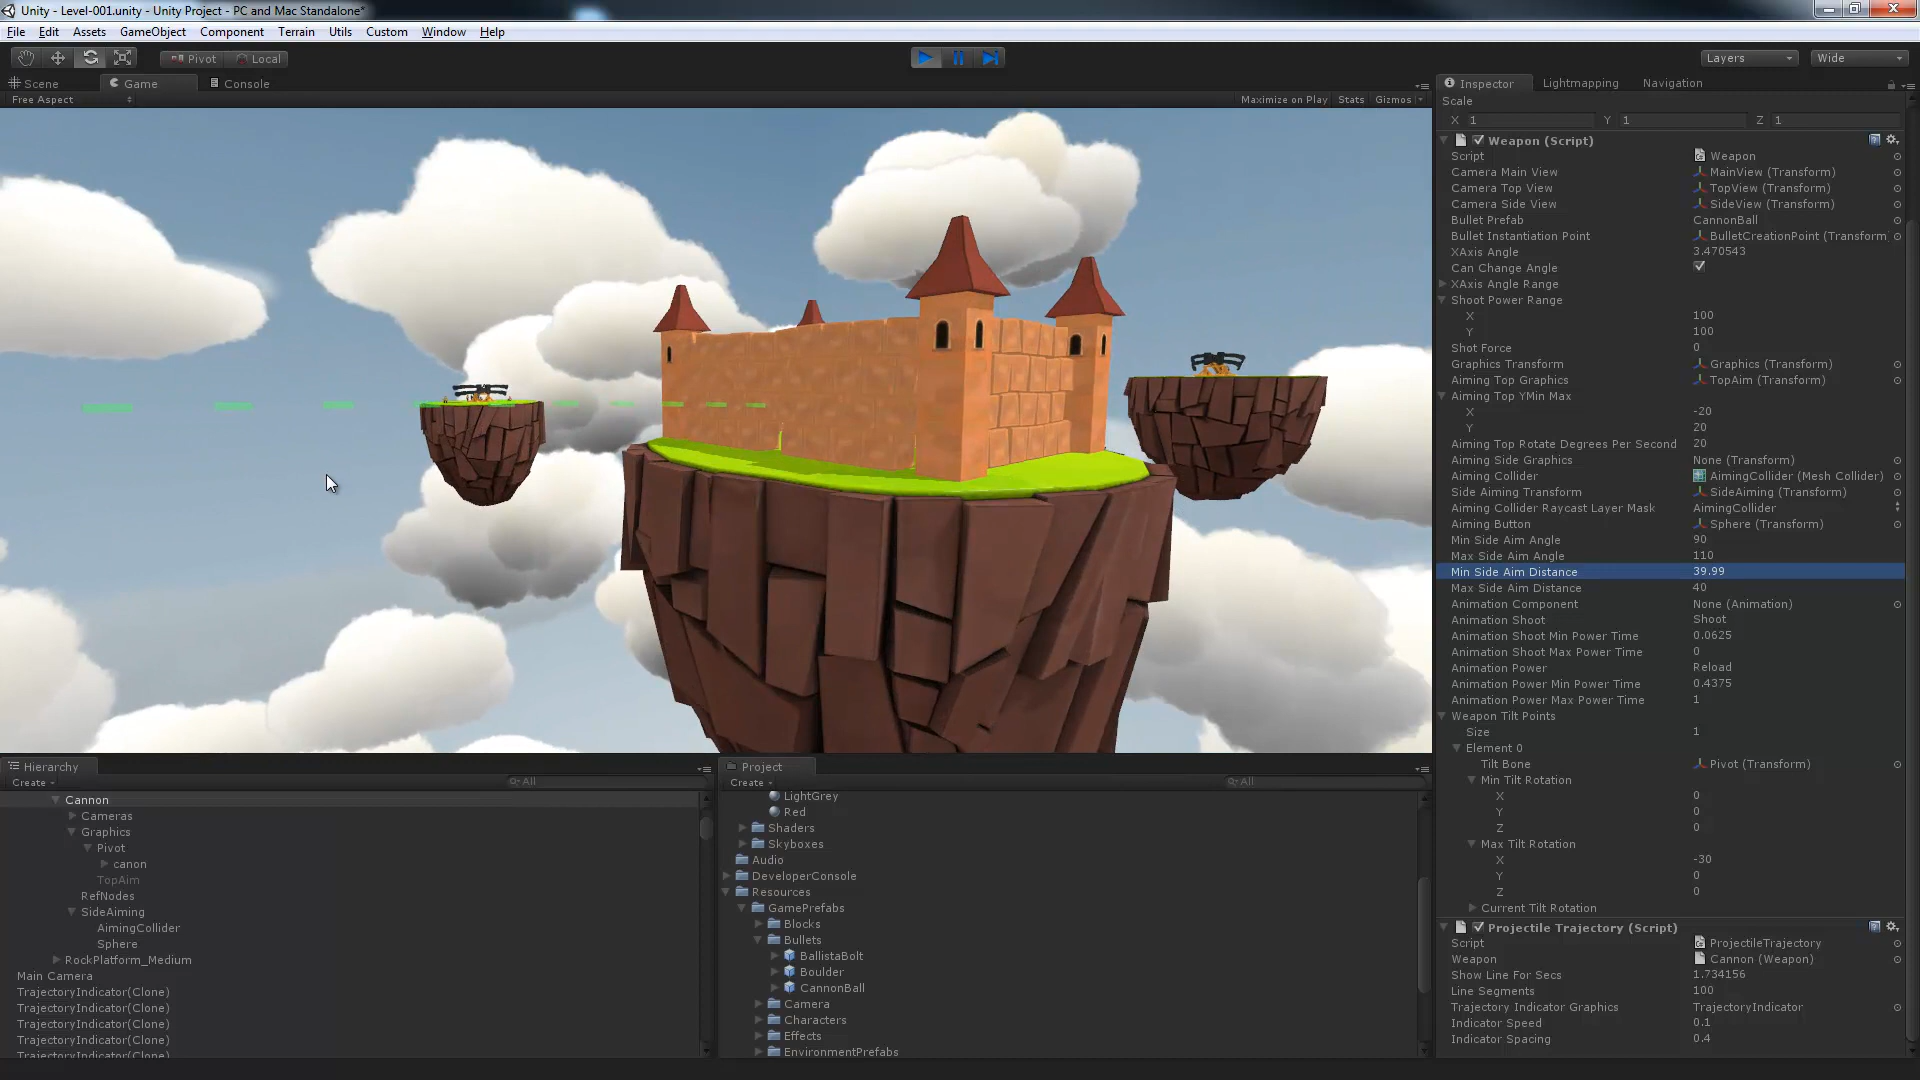 Unity - Level-001.unity - Unity Project - PC and Mac Standalone*
File Edit Assets GameObject Component Terrain Utils Custom Window Help
Pivot Local Layers Wide
Scene Game Console
Free Aspect Maximize on Play Stats Gizmos
Inspector Lightmapping Navigation
Scale
X 1 Y 1 Z 1
Weapon (Script)
Script Weapon
Camera Main View MainView (Transform)
Camera Top View TopView (Transform)
Camera Side View SideView (Transform)
Bullet Prefab CannonBall
Bullet Instantiation Point BulletCreationPoint (Transform
XAxis Angle 3.470543
Can Change Angle
XAxis Angle Range
Shoot Power Range
X 100
Y 100
Shot Force 0
Graphics Transform Graphics (Transform)
Aiming Top Graphics TopAim (Transform)
Aiming Top YMin Max
X -20
Y 20
Aiming Top Rotate Degrees Per Second 20
Aiming Side Graphics None (Transform)
Aiming Collider AimingCollider (Mesh Collider)
Side Aiming Transform SideAiming (Transform)
Aiming Collider Raycast Layer Mask AimingCollider
Aiming Button Sphere (Transform)
Min Side Aim Angle 90
Max Side Aim Angle 110
Min Side Aim Distance 39.99
Max Side Aim Distance 40
Animation Component None (Animation)
Animation Shoot Shoot
Animation Shoot Min Power Time 0.0625
Animation Shoot Max Power Time 0
Animation Power Reload
Animation Power Min Power Time 0.4375
Animation Power Max Power Time 1
Weapon Tilt Points
Size 1
Element 0
Tilt Bone Pivot (Transform)
Min Tilt Rotation
X 0
Y 0
Z 0
Max Tilt Rotation
X -30
Y 0
Z 0
Current Tilt Rotation
Projectile Trajectory (Script)
Script ProjectileTrajectory
Weapon Cannon (Weapon)
Show Line For Secs 1.734156
Line Segments 100
Trajectory Indicator Graphics TrajectoryIndicator
Indicator Speed 0.1
Indicator Spacing 0.4
Hierarchy
Create All
Cannon
Cameras
Graphics
Pivot
canon
TopAim
RefNodes
SideAiming
AimingCollider
Sphere
RockPlatform_Medium
Main Camera
TrajectoryIndicator(Clone)
TrajectoryIndicator(Clone)
TrajectoryIndicator(Clone)
TrajectoryIndicator(Clone)
TrajectoryIndicator(Clone)
Project
Create All
LightGrey
Red
Shaders
Skyboxes
Audio
DeveloperConsole
Resources
GamePrefabs
Blocks
Bullets
BallistaBolt
Boulder
CannonBall
Camera
Characters
Effects
EnvironmentPrefabs